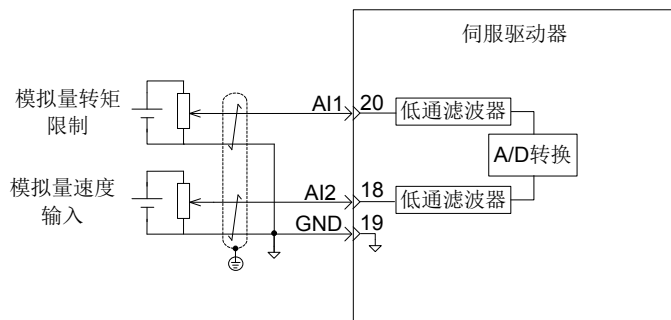 伺服驱动器
模拟量转矩
限制
AI1
20
低通滤波器
A/D转换
模拟量速度
输入
AI2
18
低通滤波器
GND
19